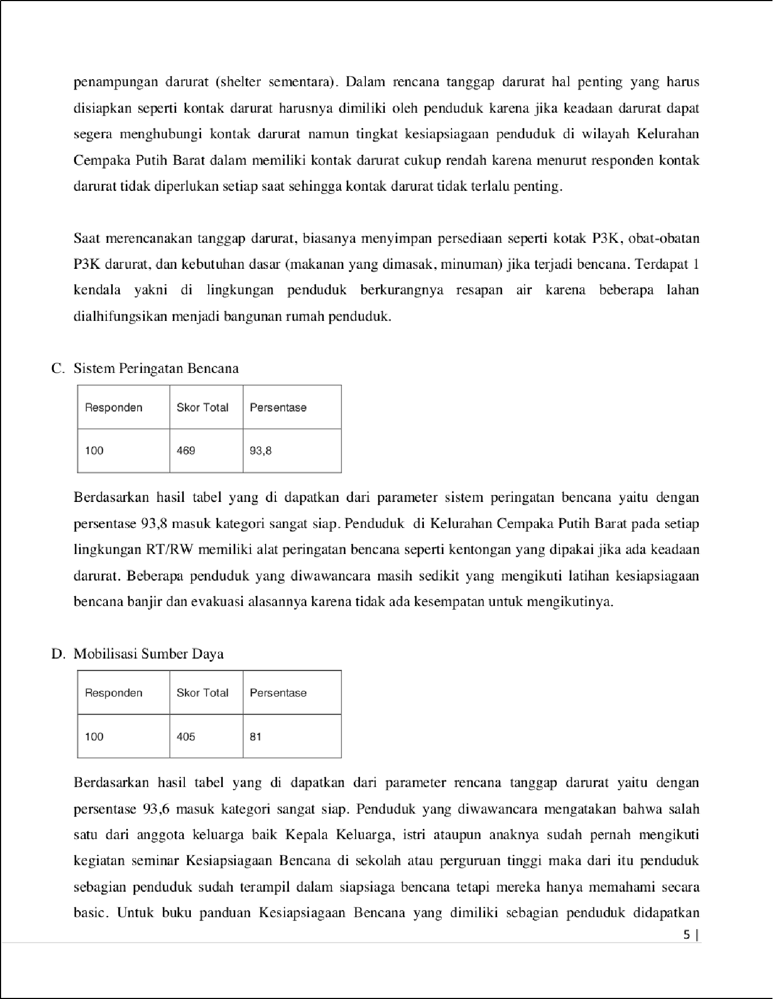 penampungan darurat (shelter sementara). Dalam rencana tanggap darurat hal penting yang harus
disiapkan seperti kontak darurat harusnya dimiliki oleh penduduk karena jika keadaan darurat dapat
segera menghubungi kontak darurat namun tingkat kesiapsiagaan penduduk di wilayah Kelurahan
Cempaka Putih Barat dalam memiliki kontak darurat cukup rendah karena menurut responden kontak
darurat tidak diperlukan setiap saat sehingga kontak darurat tidak terlalu penting.
Saat merencanakan tanggap darurat, biasanya menyimpan persediaan seperti kotak P3K, obat-obatan
P3K darurat, dan kebutuhan dasar (makanan yang dimasak, minuman) jika terjadi bencana. Terdapat 1
kendala yakni di lingkungan penduduk berkurangnya resapan air karena beberapa lahan
dialhifungsikan menjadi bangunan rumah penduduk.
C. Sistem Peringatan Bencana
Responden Skor Total Persentase
100 469 93,8
Berdasarkan hasil tabel yang di dapatkan dari parameter sistem peringatan bencana yaitu dengan
persentase 93,8 masuk kategori sangat siap. Penduduk di Kelurahan Cempaka Putih Barat pada setiap
lingkungan RT/RW memiliki alat peringatan bencana seperti kentongan yang dipakai jika ada keadaan
darurat. Beberapa penduduk yang diwawancara masih sedikit yang mengikuti latihan kesiapsiagaan
bencana banjir dan evakuasi alasannya karena tidak ada kesempatan untuk mengikutinya.
D. Mobilisasi Sumber Daya
Responden Skor Total Persentase
100 405 81
Berdasarkan hasil tabel yang di dapatkan dari parameter rencana tanggap darurat yaitu dengan
persentase 93,6 masuk kategori sangat siap. Penduduk yang diwawancara mengatakan bahwa salah
satu dari anggota keluarga baik Kepala Keluarga, istri ataupun anaknya sudah pernah mengikuti
kegiatan seminar Kesiapsiagaan Bencana di sekolah atau perguruan tinggi maka dari itu penduduk
sebagian penduduk sudah terampil dalam siapsiaga bencana tetapi mereka hanya memahami secara
basic. Untuk buku panduan Kesiapsiagaan Bencana yang dimiliki sebagian penduduk didapatkan
5 |